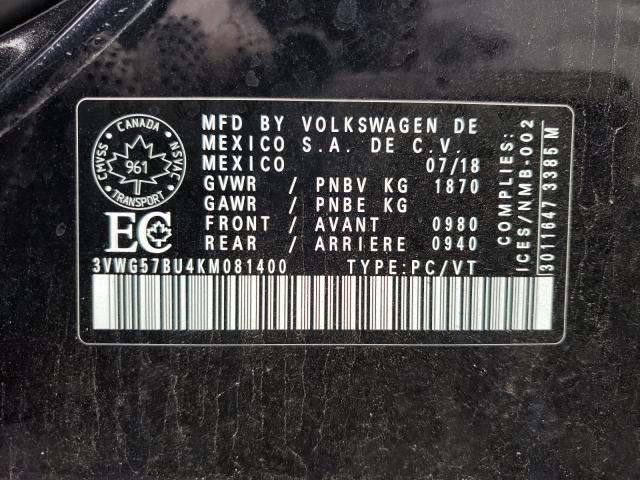 CANADA
CMVSS
NSVAC
961
TRANSPORT
EC
MFD BY VOLKSWAGEN DE
MEXICO S.A. DE C.V.
MEXICO 07/18
GVWR / PNBV KG 1870
GAWR / PNBE KG
FRONT / AVANT 0980
REAR / ARRIERE 0940
3VWG57BU4KM081400 TYPE:PC/VT
COMPLIES:
ICES/NMB-002
3011647 3385 M